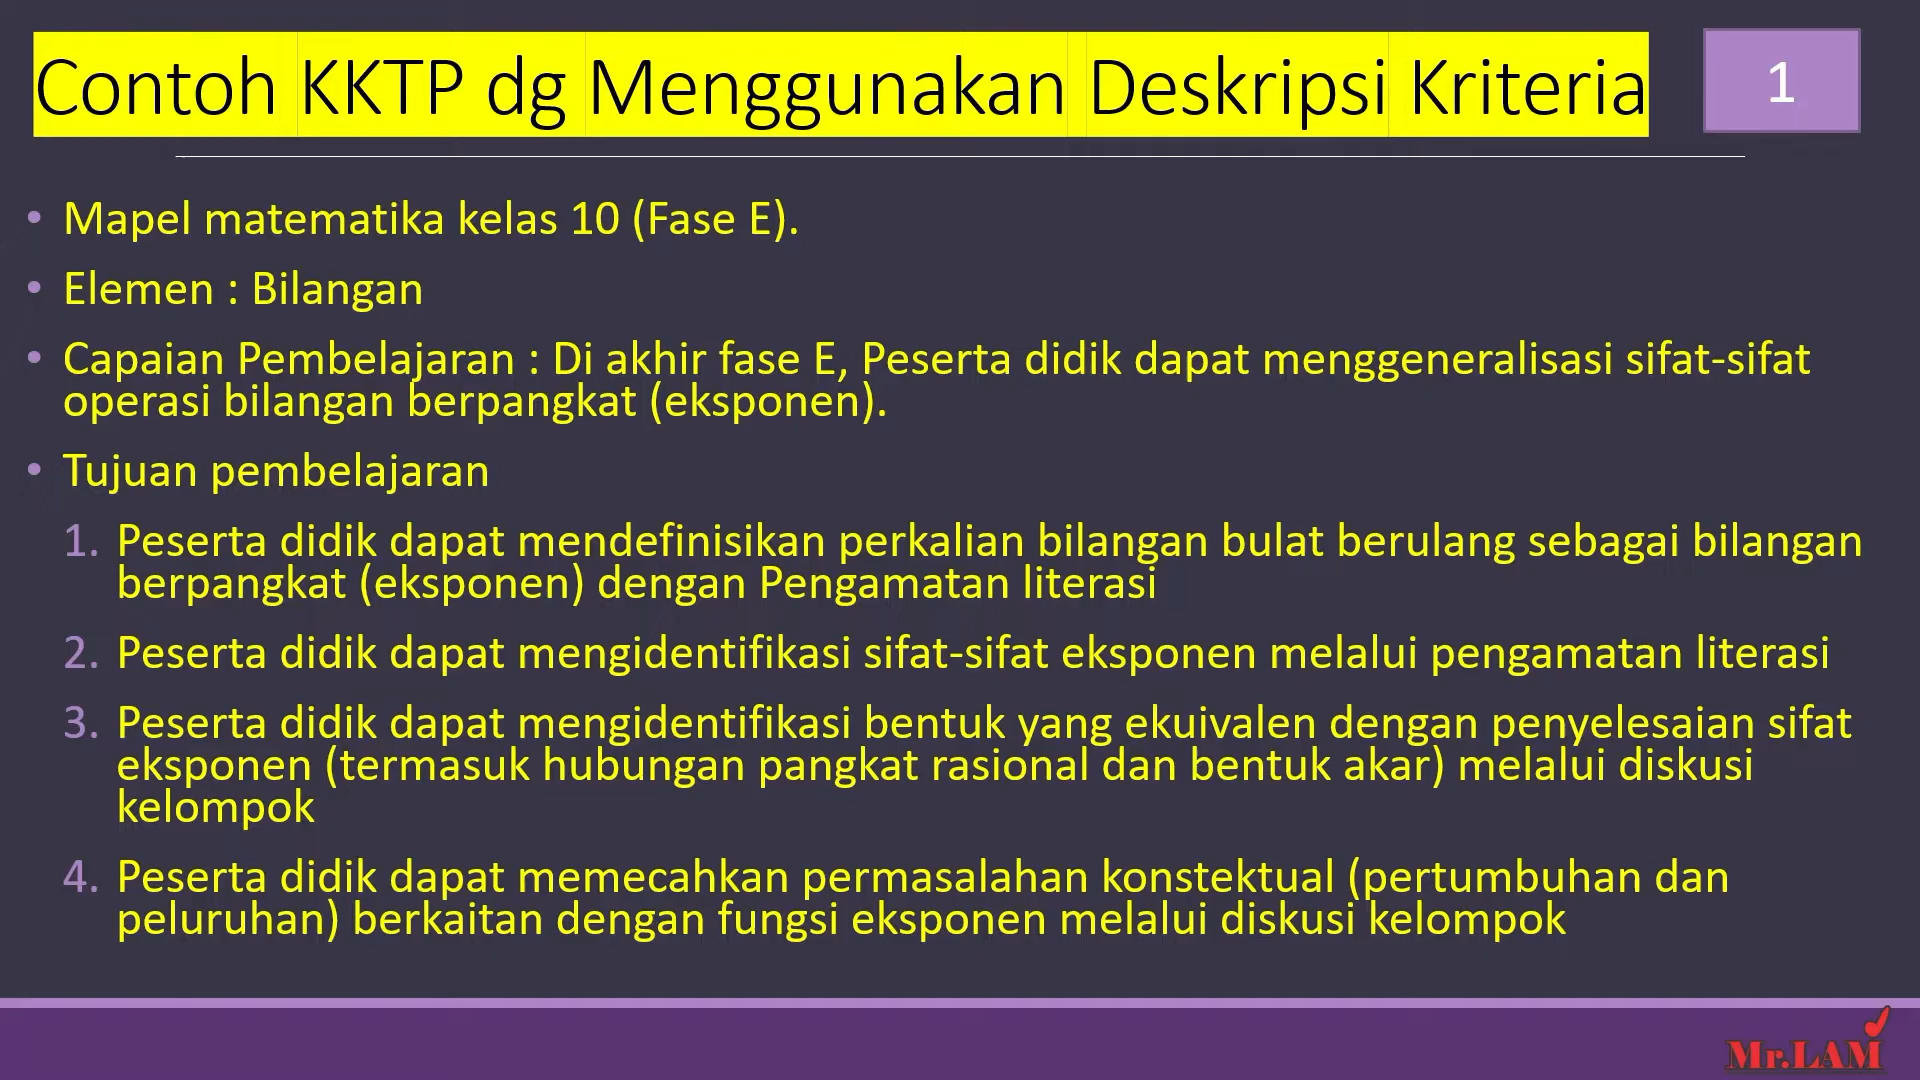 Contoh KKTP dg Menggunakan Deskripsi Kriteria
1
• Mapel matematika kelas 10 (Fase E).
• Elemen : Bilangan
• Capaian Pembelajaran : Di akhir fase E, Peserta didik dapat menggeneralisasi sifat-sifat
operasi bilangan berpangkat (eksponen).
• Tujuan pembelajaran
1. Peserta didik dapat mendefinisikan perkalian bilangan bulat berulang sebagai bilangan
berpangkat (eksponen) dengan Pengamatan literasi
2. Peserta didik dapat mengidentifikasi sifat-sifat eksponen melalui pengamatan literasi
3. Peserta didik dapat mengidentifikasi bentuk yang ekuivalen dengan penyelesaian sifat
eksponen (termasuk hubungan pangkat rasional dan bentuk akar) melalui diskusi
kelompok
4. Peserta didik dapat memecahkan permasalahan konstektual (pertumbuhan dan
peluruhan) berkaitan dengan fungsi eksponen melalui diskusi kelompok
Mr.LAM